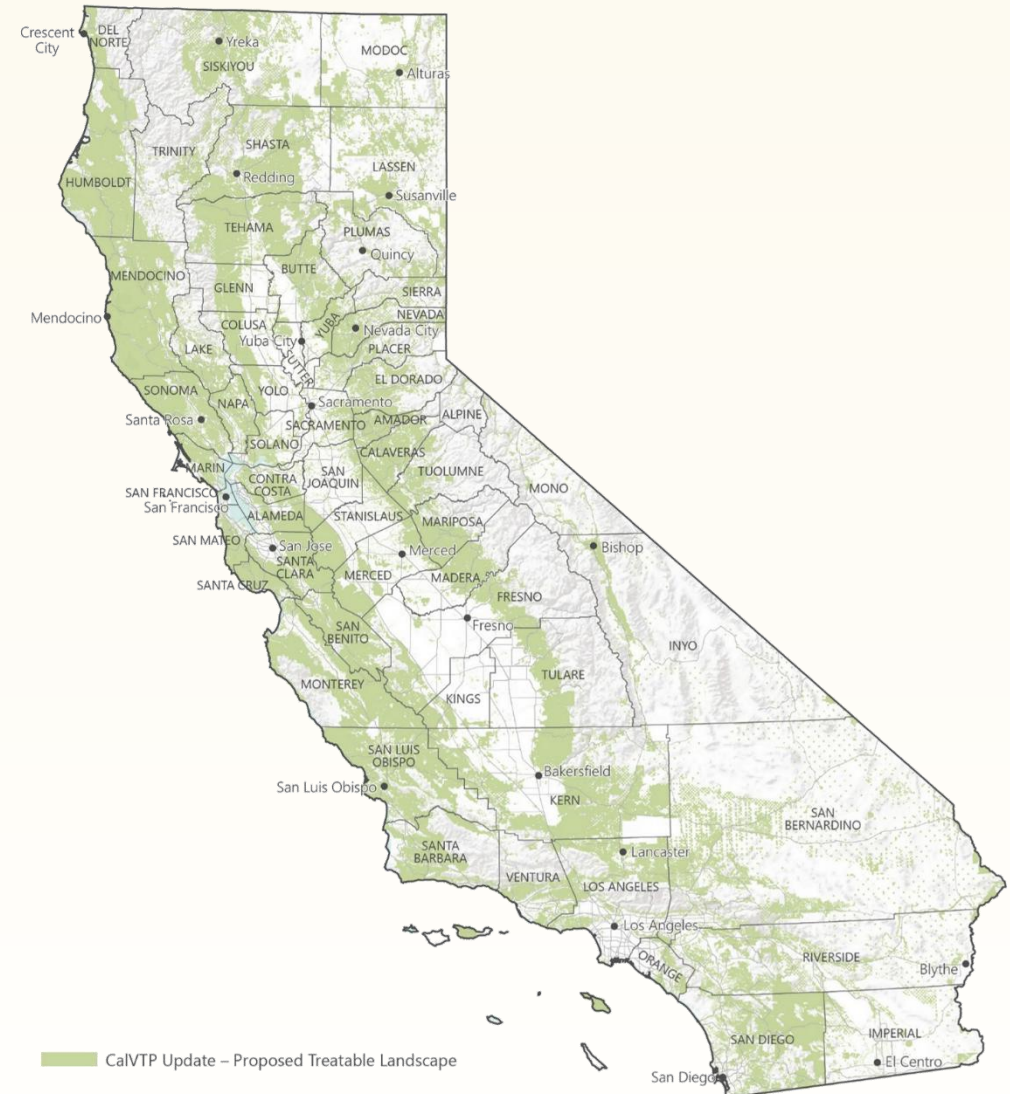 Crescent
City
DEL
NORTE
Yreka
SISKIYOU
MODOC
Alturas
TRINITY
SHASTA
Redding
LASSEN
Susanville
HUMBOLDT
TEHAMA
PLUMAS
Quincy
MENDOCINO
BUTTE
GLENN
SIERRA
NEVADA
Mendocino
COLUSA
YUBA
Nevada City
Yuba City
LAKE
SUTTER
PLACER
EL DORADO
SONOMA
NAPA
YOLO
Sacramento
ALPINE
Santa Rosa
SACRAMENTO
AMADOR
SOLANO
CALAVERAS
MARIN
CONTRA
COSTA
SAN
JOAQUIN
TUOLUMNE
MONO
SAN FRANCISCO
San Francisco
ALAMEDA
STANISLAUS
MARIPOSA
SAN MATEO
San Jose
Merced
Bishop
SANTA
CLARA
SANTA CRUZ
MERCED
MADERA
FRESNO
Fresno
SAN
BENITO
INYO
MONTEREY
KINGS
TULARE
SAN LUIS
OBISPO
San Luis Obispo
Bakersfield
KERN
SAN
BERNARDINO
SANTA
BARBARA
Lancaster
VENTURA
LOS ANGELES
Los Angeles
ORANGE
RIVERSIDE
Blythe
SAN DIEGO
IMPERIAL
El Centro
San Diego
CalVTP Update – Proposed Treatable Landscape